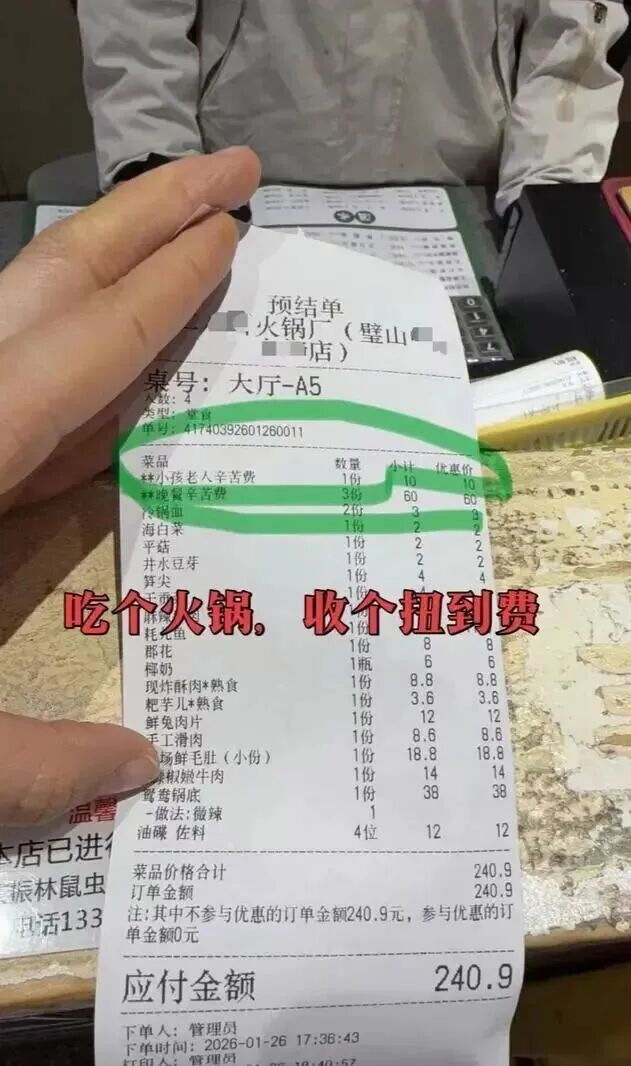 预结单
火锅厂（璧山
店）
桌号：大厅-A5
人数：4
类型：堂食
单号：41740392601260011
菜品 数量 小计 优惠价
**小孩老人辛苦费 1份 10 10
**晚餐辛苦费 3份 60 60
冷锅血 2份 3 3
海白菜 1份 2 2
平菇 1份 2 2
井水豆芽 1份 2 2
笋尖 1份 4 4
吃个火锅，收个扭到费
耗儿鱼
郡花 1份 8 8
椰奶 1瓶 6 6
现炸酥肉*熟食 1份 8.8 8.8
粑芋儿*熟食 1份 3.6 3.6
鲜兔肉片 1份 12 12
手工滑肉 1份 8.6 8.6
场鲜毛肚（小份） 1份 18.8 18.8
辣椒嫩牛肉 1份 14 14
鸳鸯锅底 1份 38 38
-做法:微辣 1
油碟 佐料 4位 12 12
菜品价格合计 240.9
订单金额 240.9
注:其中不参与优惠的订单金额240.9元，参与优惠的订
单金额0元
应付金额 240.9
下单人：管理员
下单时间：2026-01-26 17:36:43
打印人：管理员
温馨
本店已进行
振林鼠虫
电话133